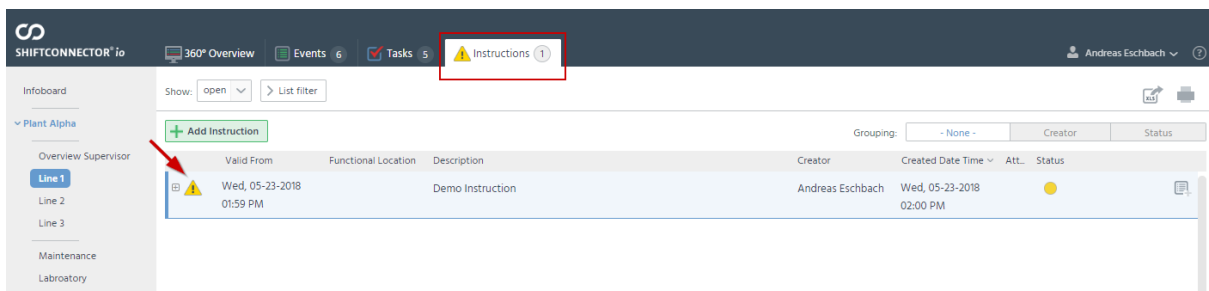 SHIFTCONNECTOR® io
360° Overview
Events 6
Tasks 5
Instructions 1
Andreas Eschbach
?
Infoboard
Plant Alpha
Overview Supervisor
Line 1
Line 2
Line 3
Maintenance
Labroatory
Show: open
List filter
XLS
Add Instruction
Grouping: - None - Creator Status
Valid From Functional Location Description Creator Created Date Time Att... Status
Wed, 05-23-2018 Demo Instruction Andreas Eschbach Wed, 05-23-2018
01:59 PM 02:00 PM